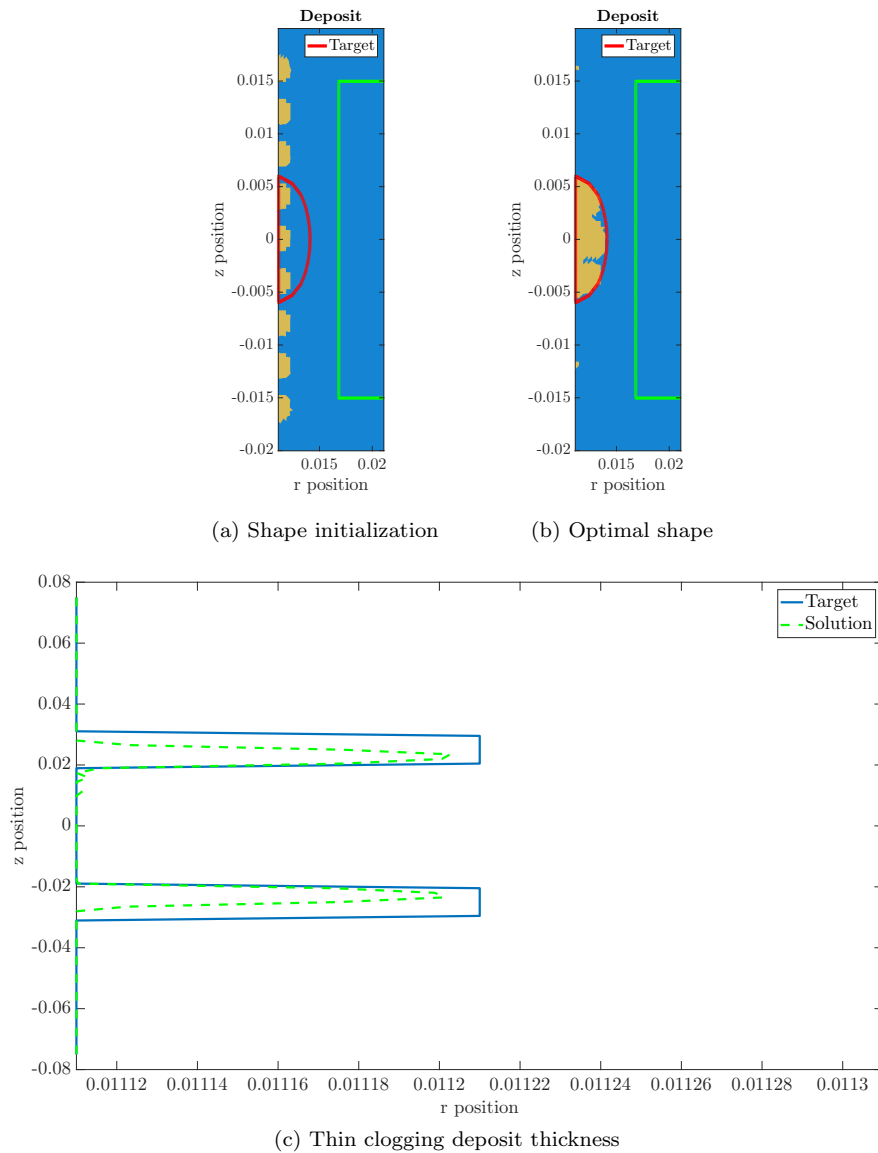 Deposit
Target
0.015
0.01
0.005
0
-0.005
-0.01
-0.015
-0.02
z position
0.015 0.02
r position
(a) Shape initialization
Deposit
Target
0.015
0.01
0.005
0
-0.005
-0.01
-0.015
-0.02
z position
0.015 0.02
r position
(b) Optimal shape
0.08
0.06
0.04
0.02
0
-0.02
-0.04
-0.06
-0.08
z position
Target
Solution
0.01112 0.01114 0.01116 0.01118 0.0112 0.01122 0.01124 0.01126 0.01128 0.0113
r position
(c) Thin clogging deposit thickness